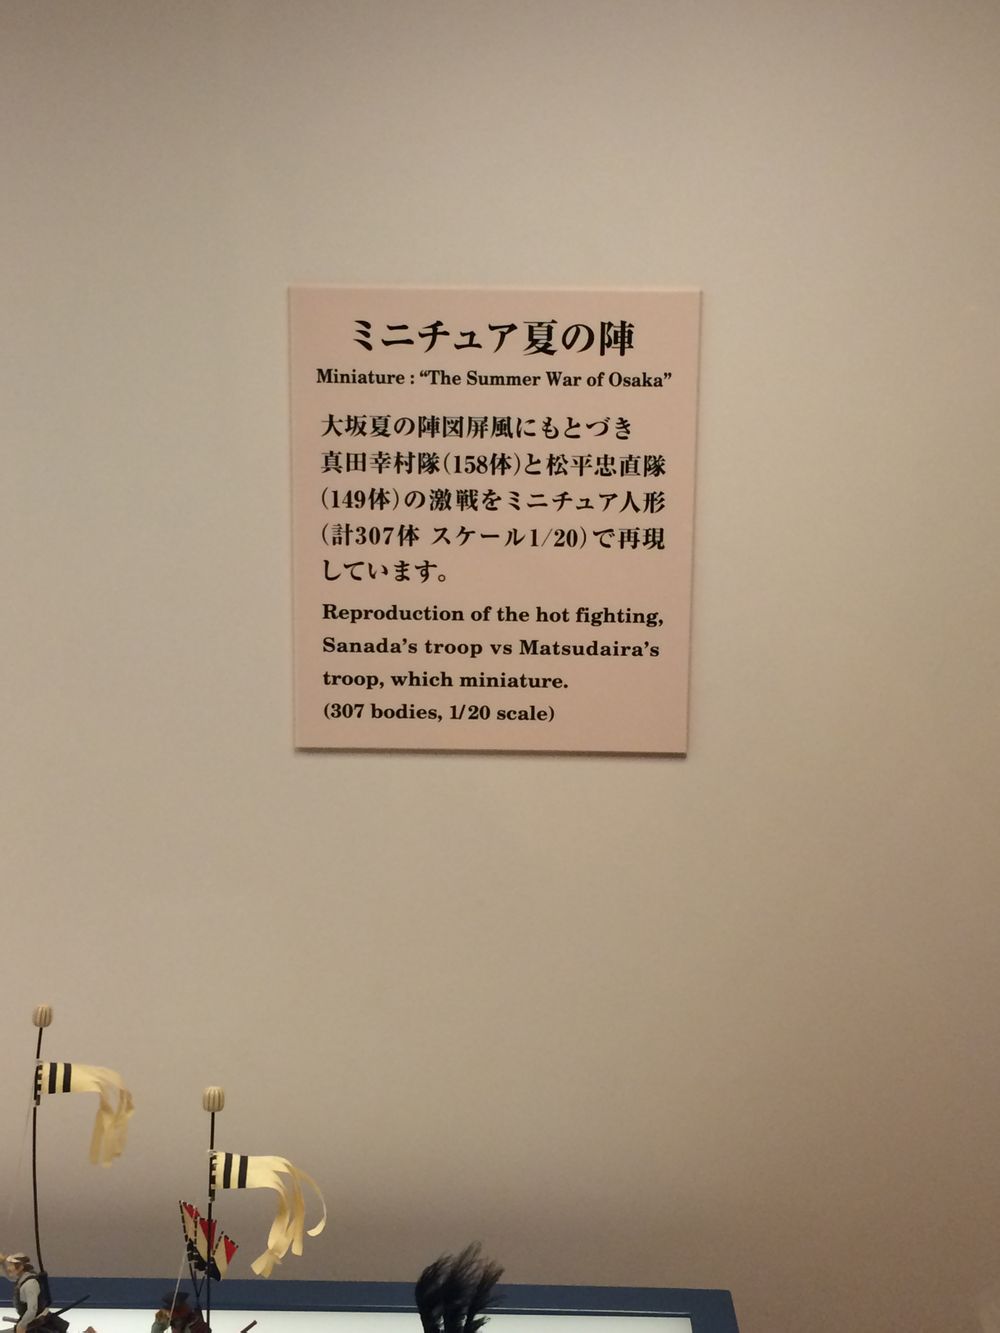 ミニチュア夏の陣
Miniature : “The Summer War of Osaka”
大坂夏の陣図屏風にもとづき
真田幸村隊(158体)と松平忠直隊
(149体)の激戦をミニチュア人形
(計307体 スケール1/20)で再現
しています。
Reproduction of the hot fighting,
Sanada’s troop vs Matsudaira’s
troop, which miniature.
(307 bodies, 1/20 scale)